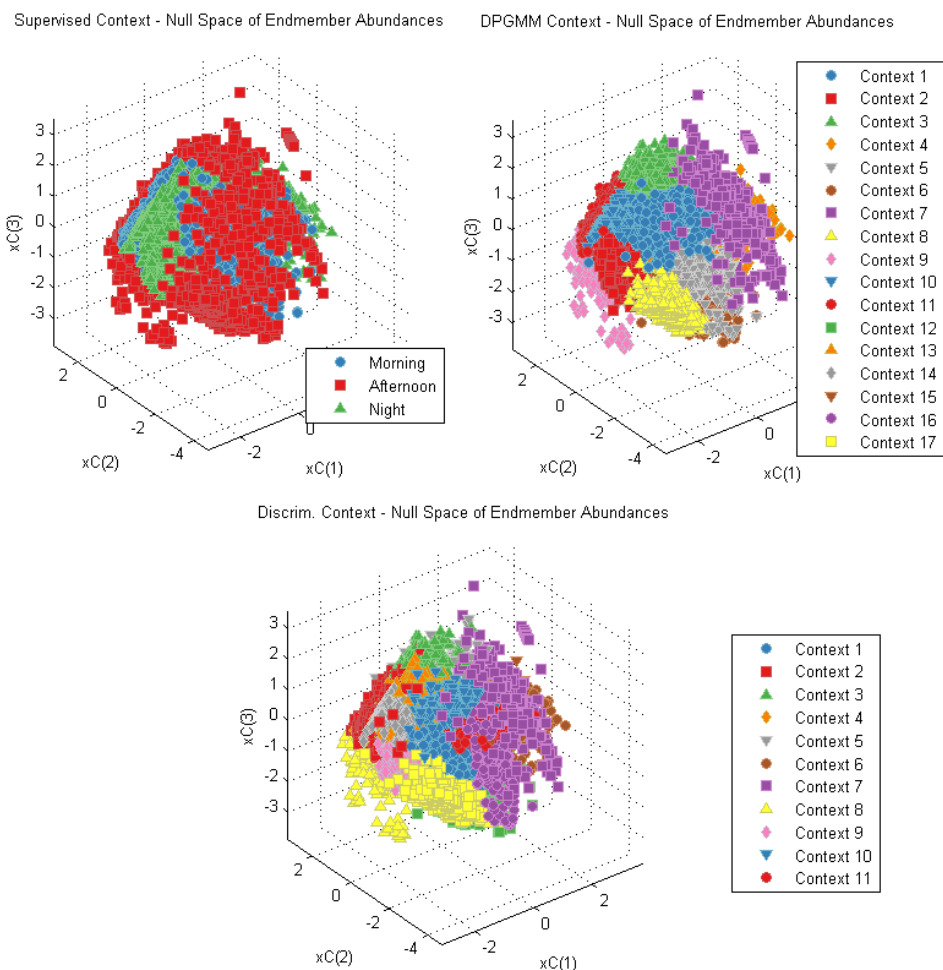 Supervised Context - Null Space of Endmember Abundances
3
2
1
0
-1
-2
-3
xC(3)
2
0
-2
-4
xC(2)
-2
0
xC(1)
Morning
Afternoon
Night
DPGMM Context - Null Space of Endmember Abundances
3
2
1
0
-1
-2
-3
xC(3)
2
0
-2
-4
xC(2)
-2
0
xC(1)
Context 1
Context 2
Context 3
Context 4
Context 5
Context 6
Context 7
Context 8
Context 9
Context 10
Context 11
Context 12
Context 13
Context 14
Context 15
Context 16
Context 17
Discrim. Context - Null Space of Endmember Abundances
3
2
1
0
-1
-2
-3
xC(3)
2
0
-2
-4
xC(2)
-2
0
2
xC(1)
Context 1
Context 2
Context 3
Context 4
Context 5
Context 6
Context 7
Context 8
Context 9
Context 10
Context 11